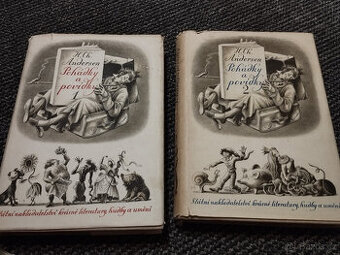 H. Ch.
Andersen
Pohádky
a
povídky
1
Státní nakladatelství krásné literatury, hudby a umění
H. Ch.
Andersen
Pohádky
a
povídky
2
Státní nakladatelství krásné literatury, hudby a umění